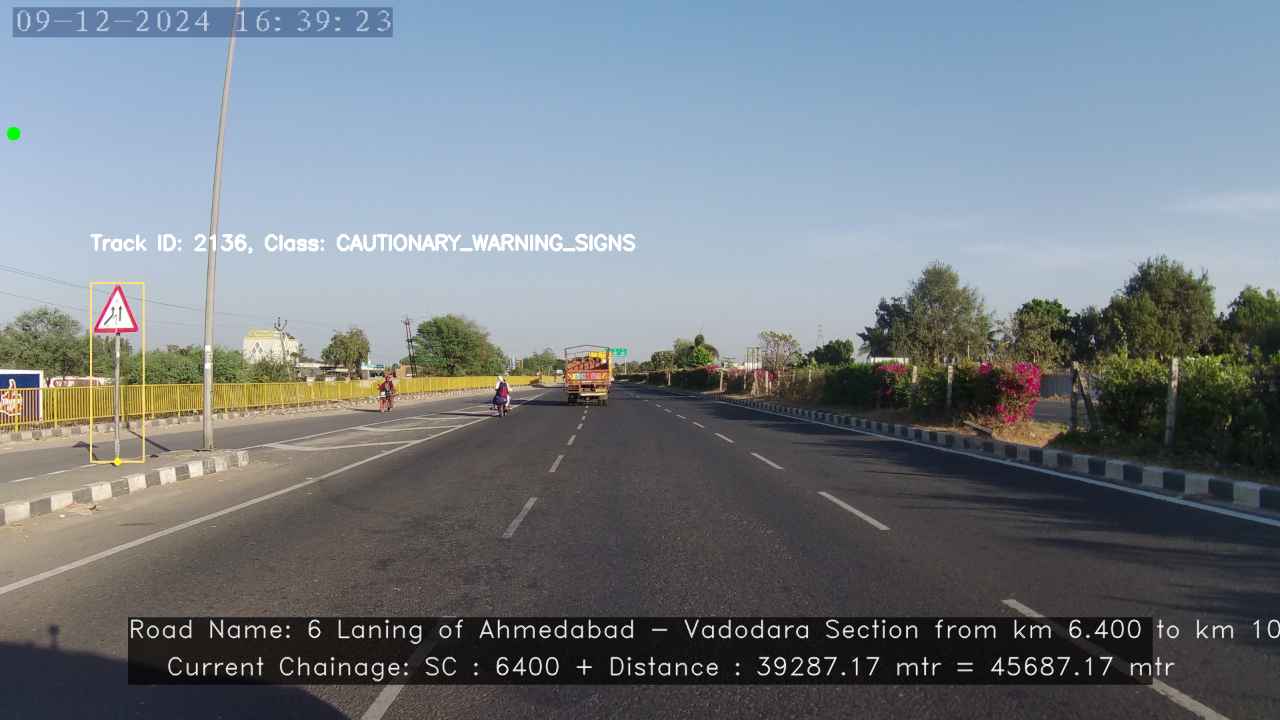 09-12-2024 16:39:23
Track ID: 2136, Class: CAUTIONARY_WARNING_SIGNS
Road Name: 6 Laning of Ahmedabad - Vadodara Section from km 6.400 to km 10
Current Chainage: SC : 6400 + Distance : 39287.17 mtr = 45687.17 mtr